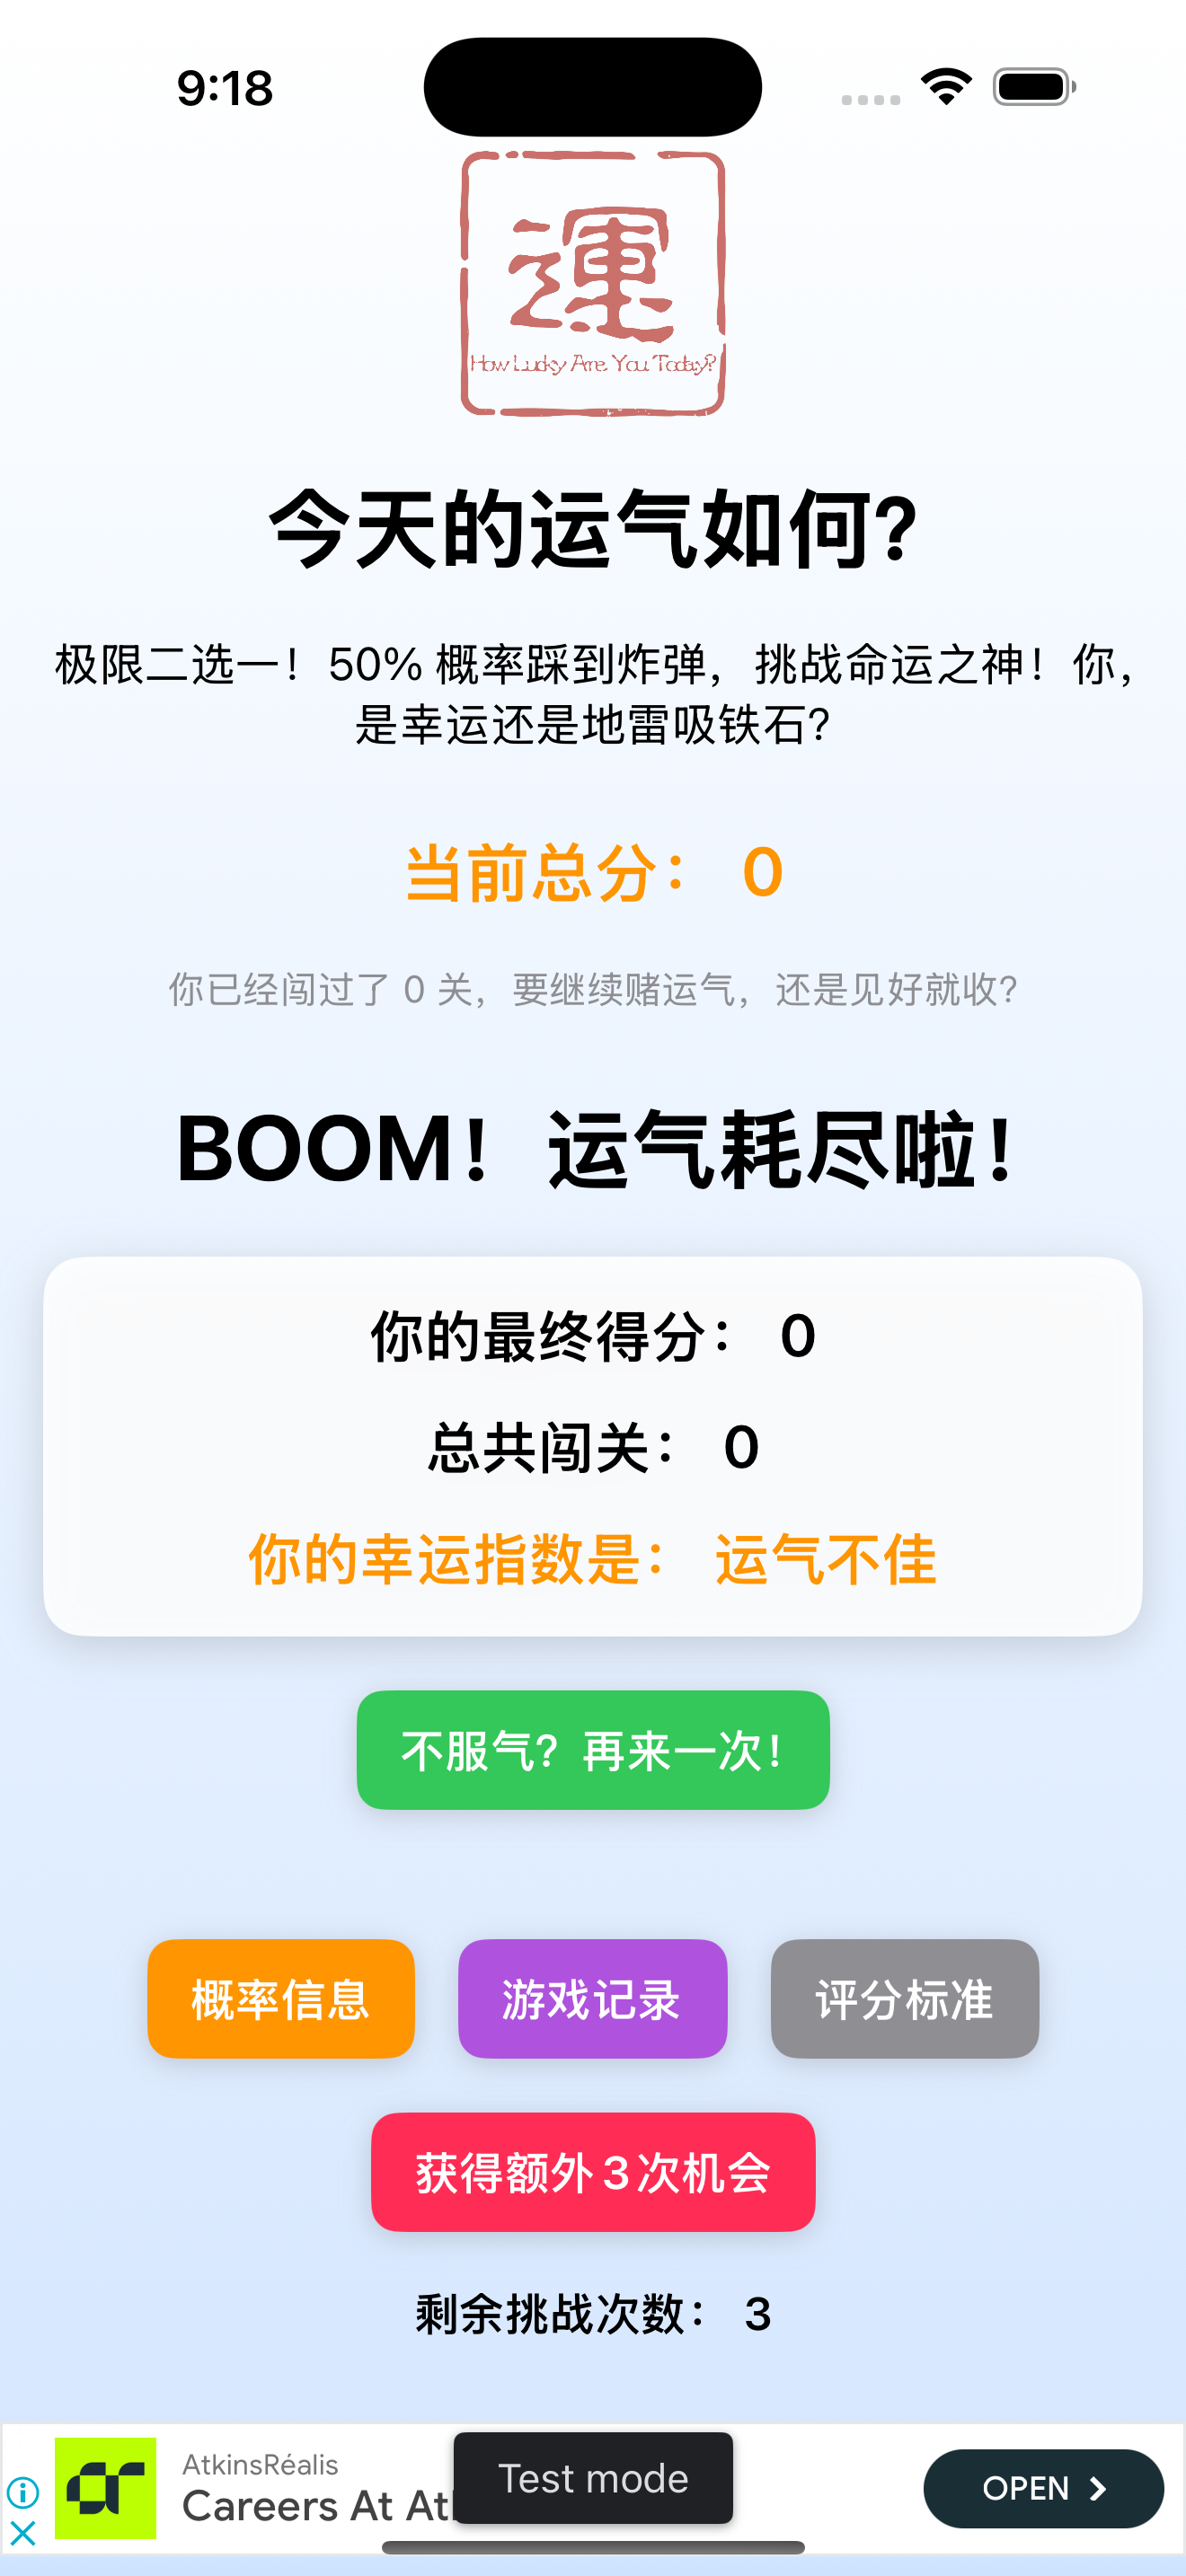 9:18
運
How Lucky Are You Today?
今天的运气如何?
极限二选一！50% 概率踩到炸弹，挑战命运之神！你，
是幸运还是地雷吸铁石?
当前总分： 0
你已经闯过了 0 关，要继续赌运气，还是见好就收?
BOOM！ 运气耗尽啦！
你的最终得分： 0
总共闯关： 0
你的幸运指数是： 运气不佳
不服气? 再来一次！
概率信息 游戏记录 评分标准
获得额外3次机会
剩余挑战次数： 3
AtkinsRéalis
Careers At
Test mode
OPEN